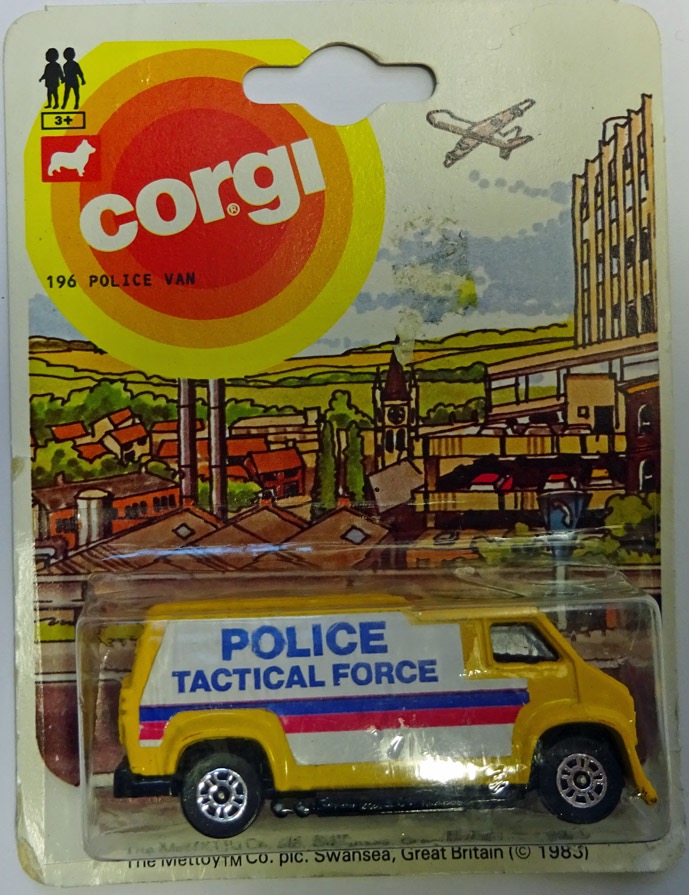 3+
corgi®
196 POLICE VAN
POLICE
TACTICAL FORCE
The Mettoy™ Co. plc. Swansea, Great Britain (© 1983)